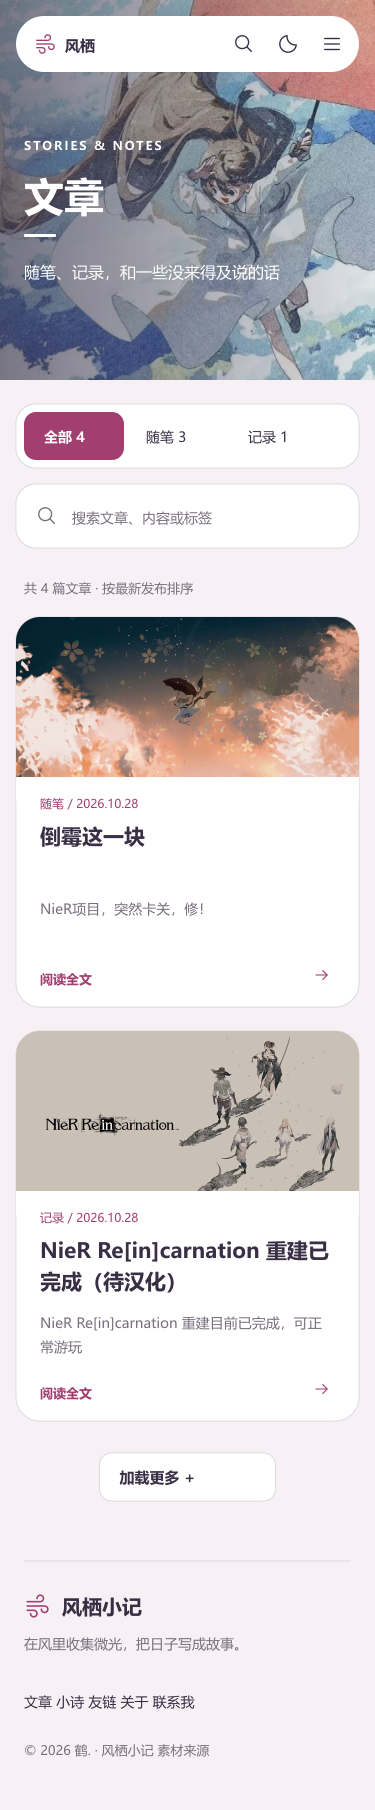 风栖
STORIES & NOTES
文章
随笔、记录，和一些没来得及说的话
全部 4
随笔 3
记录 1
搜索文章、内容或标签
共 4 篇文章 · 按最新发布排序
随笔 / 2026.10.28
倒霉这一块
NieR项目，突然卡关，修！
阅读全文 →
NieR Re[in]carnation
记录 / 2026.10.28
NieR Re[in]carnation 重建已
完成（待汉化）
NieR Re[in]carnation 重建目前已完成，可正
常游玩
阅读全文 →
加载更多 +
风栖小记
在风里收集微光，把日子写成故事。
文章 小诗 友链 关于 联系我
© 2026 鹤. · 风栖小记 素材来源